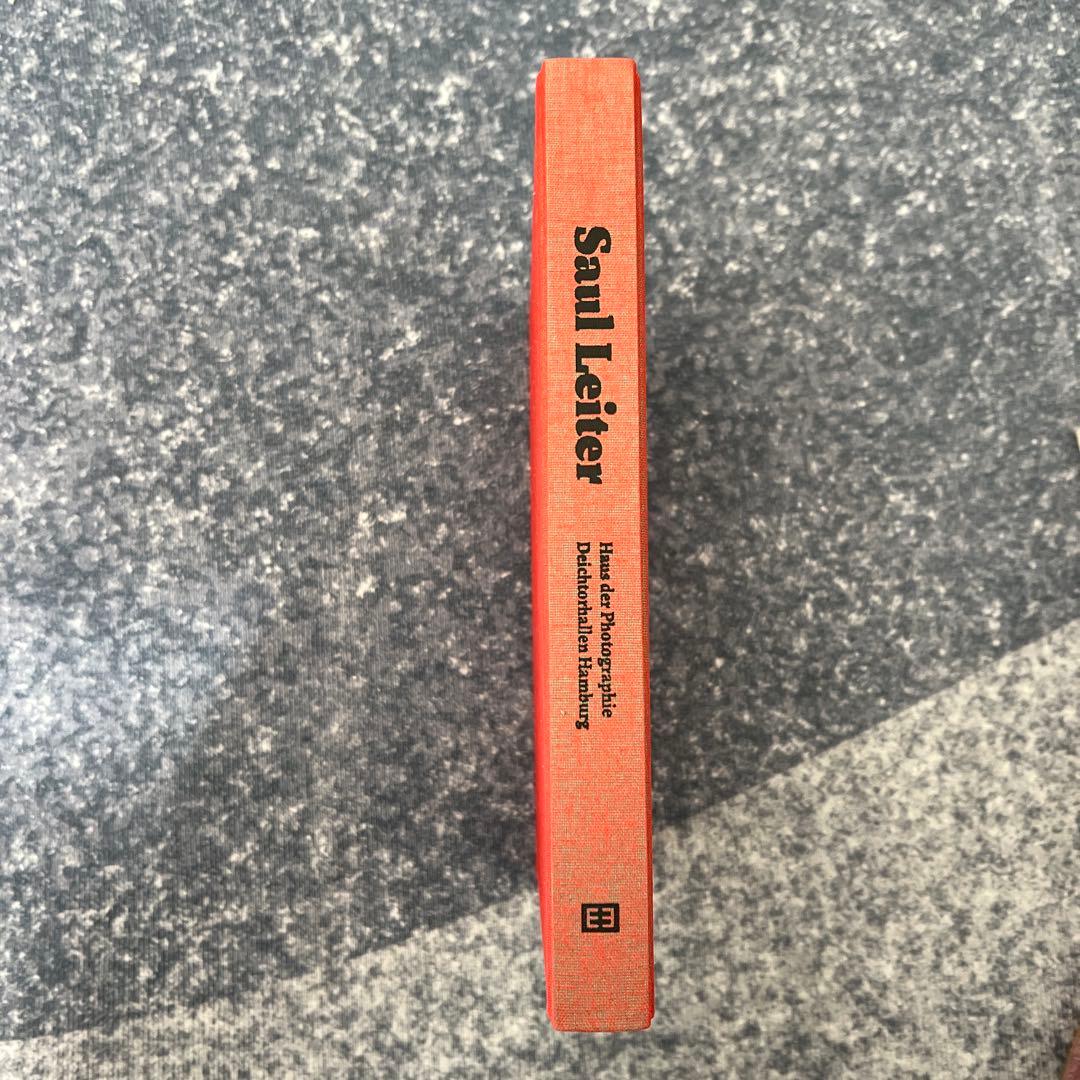 Saul Leiter
Haus der Photographie
Deichtorhallen Hamburg